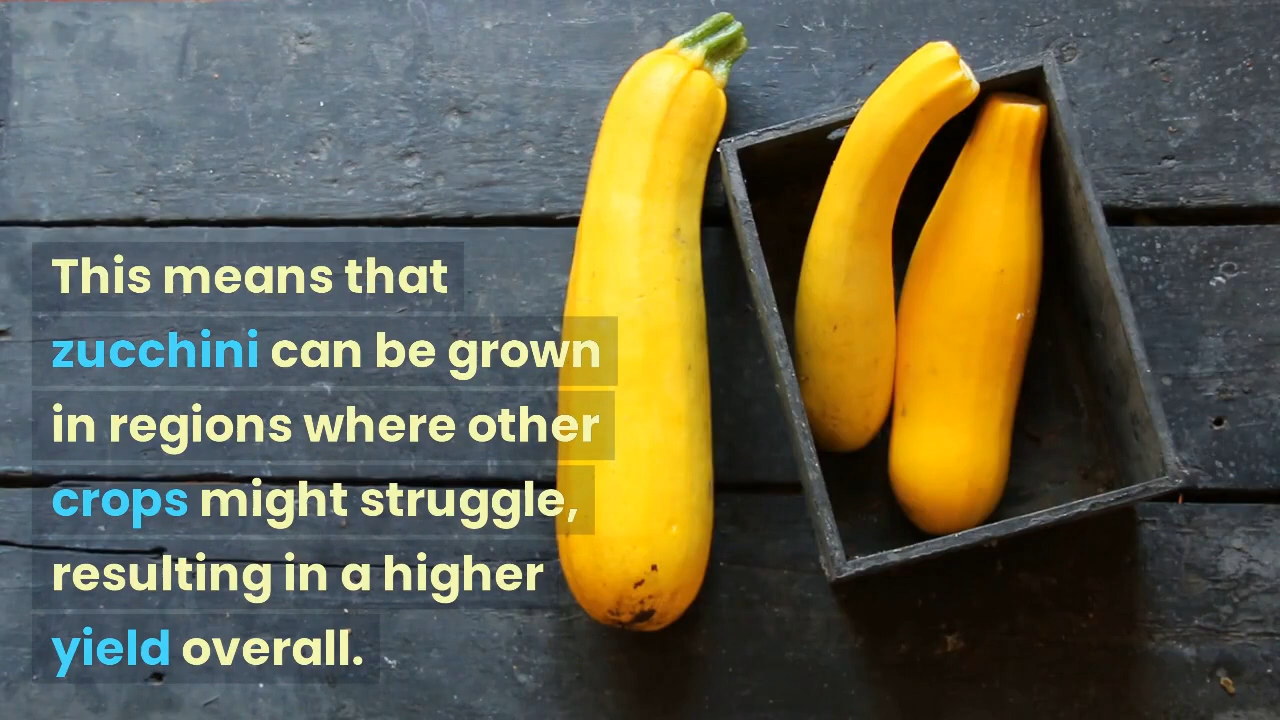 This means that
zucchini can be grown
in regions where other
crops might struggle,
resulting in a higher
yield overall.